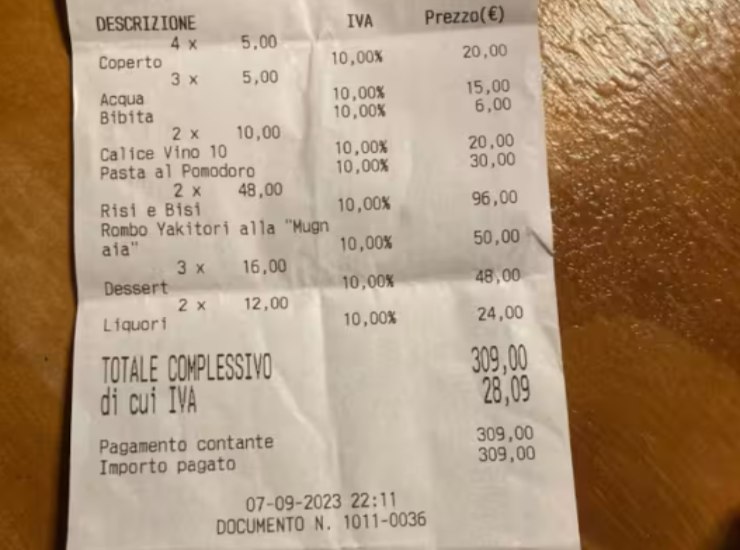 DESCRIZIONE IVA Prezzo(€)
4 x 5,00
Coperto 10,00% 20,00
3 x 5,00
Acqua 10,00% 15,00
Bibita 10,00% 6,00
2 x 10,00
Calice Vino 10 10,00% 20,00
Pasta al Pomodoro 10,00% 30,00
2 x 48,00
Risi e Bisi 10,00% 96,00
Rombo Yakitori alla "Mugn
aia" 10,00% 50,00
3 x 16,00
Dessert 10,00% 48,00
2 x 12,00
Liquori 10,00% 24,00
TOTALE COMPLESSIVO 309,00
di cui IVA 28,09
Pagamento contante 309,00
Importo pagato 309,00
07-09-2023 22:11
DOCUMENTO N. 1011-0036